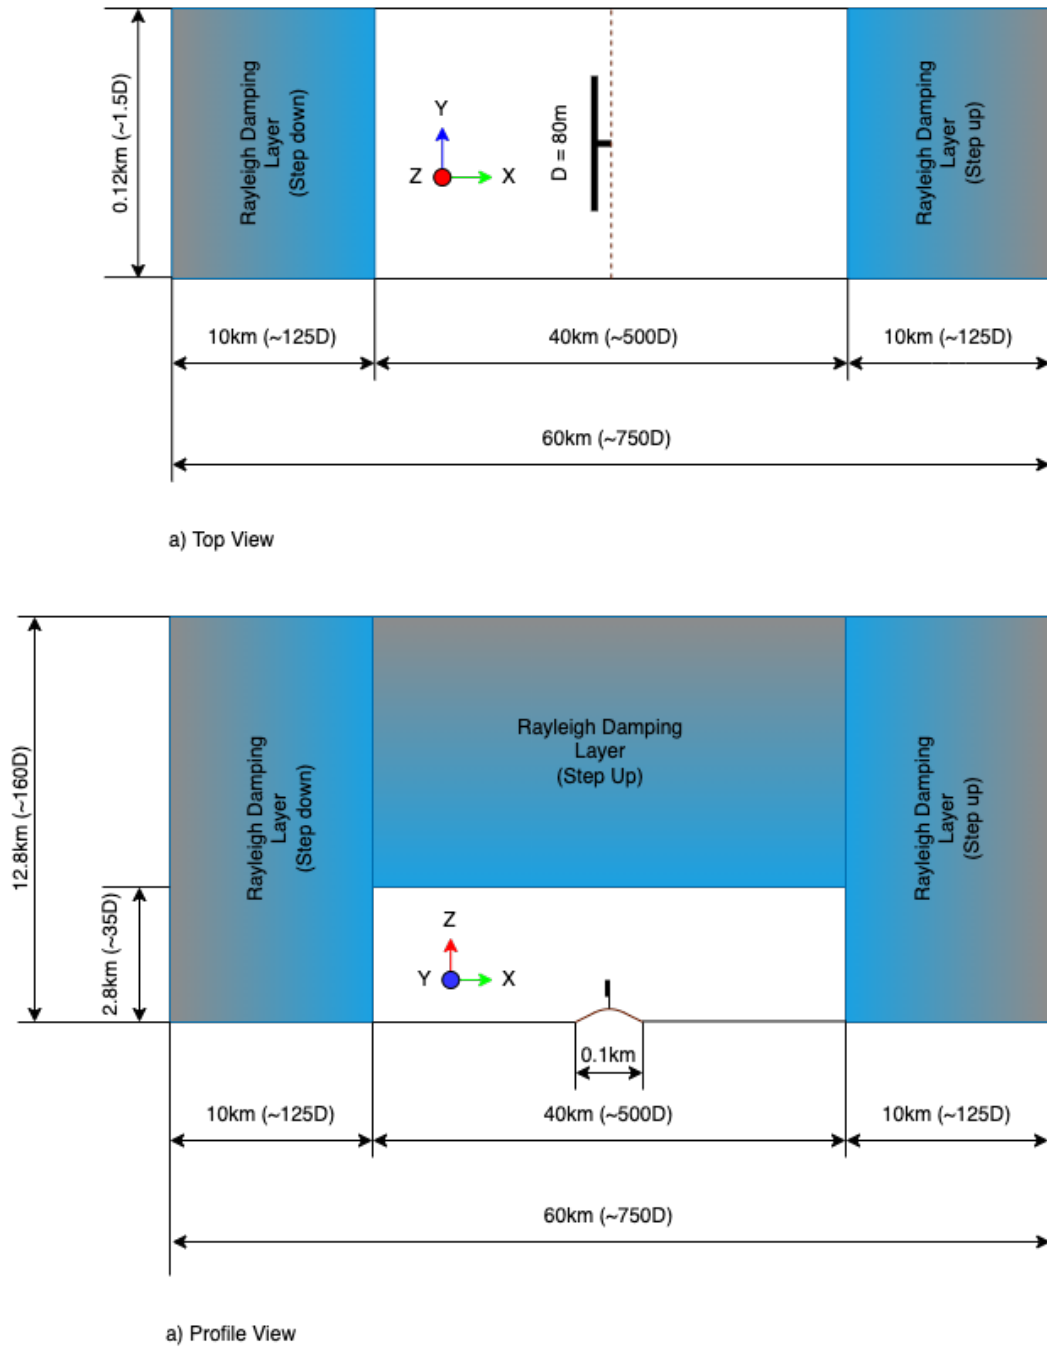 0.12km (~1.5D)
Rayleigh Damping
Layer
(Step down)
Y
Z
X
D = 80m
Rayleigh Damping
Layer
(Step up)
10km (~125D)
40km (~500D)
10km (~125D)
60km (~750D)
a) Top View
12.8km (~160D)
2.8km (~35D)
Rayleigh Damping
Layer
(Step down)
Rayleigh Damping
Layer
(Step Up)
Rayleigh Damping
Layer
(Step up)
Z
Y
X
0.1km
10km (~125D)
40km (~500D)
10km (~125D)
60km (~750D)
a) Profile View